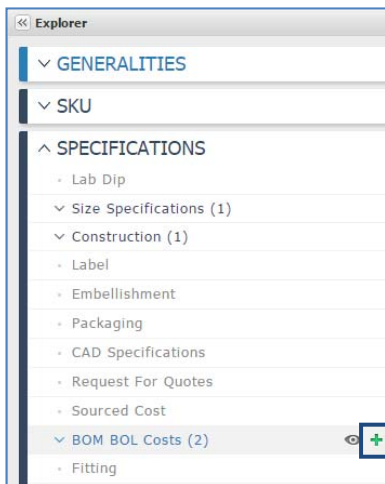 Explorer
GENERALITIES
SKU
SPECIFICATIONS
Lab Dip
Size Specifications (1)
Construction (1)
Label
Embellishment
Packaging
CAD Specifications
Request For Quotes
Sourced Cost
BOM BOL Costs (2)
Fitting